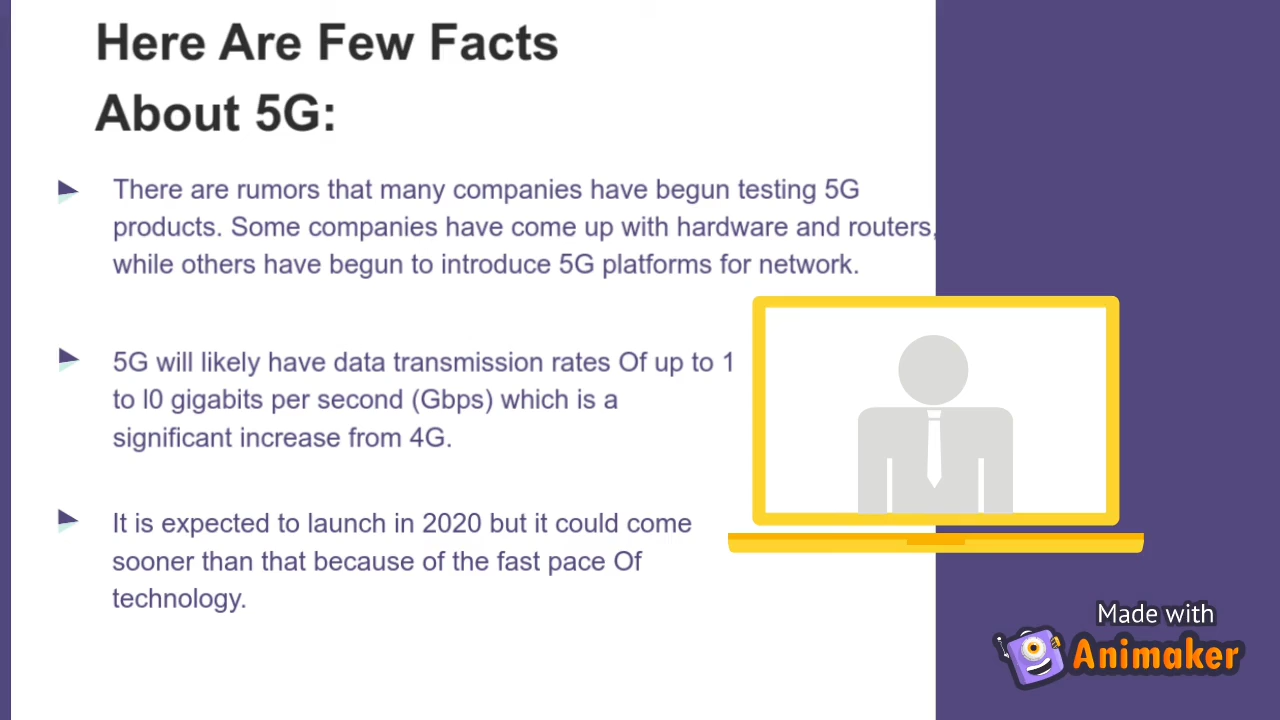 Here Are Few Facts
About 5G:
There are rumors that many companies have begun testing 5G
products. Some companies have come up with hardware and routers,
while others have begun to introduce 5G platforms for network.
5G will likely have data transmission rates Of up to 1
to l0 gigabits per second (Gbps) which is a
significant increase from 4G.
It is expected to launch in 2020 but it could come
sooner than that because of the fast pace Of
technology.
Made with
Animaker